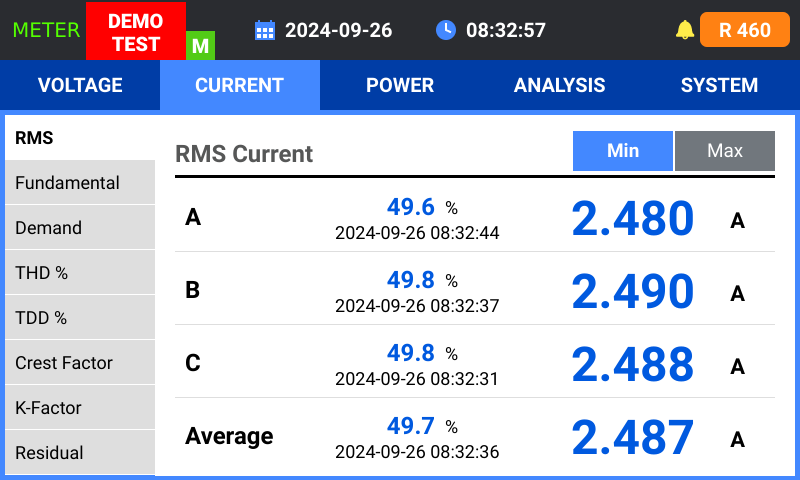 METER
DEMO
TEST
M
2024-09-26
08:32:57
R 460
VOLTAGE
CURRENT
POWER
ANALYSIS
SYSTEM
RMS
Fundamental
Demand
THD %
TDD %
Crest Factor
K-Factor
Residual
RMS Current
Min
Max
A
49.6 %
2024-09-26 08:32:44
2.480 A
B
49.8 %
2024-09-26 08:32:37
2.490 A
C
49.8 %
2024-09-26 08:32:31
2.488 A
Average
49.7 %
2024-09-26 08:32:36
2.487 A